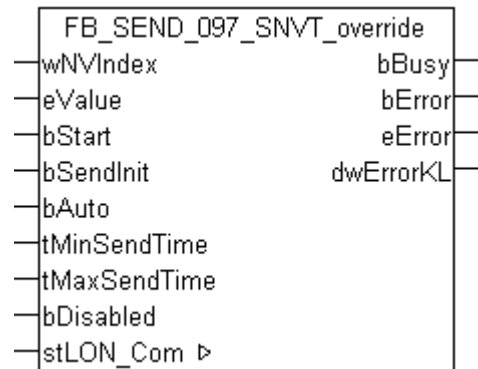 FB_SEND_097_SNVT_override
wNVIndex bBusy
eValue bError
bStart eError
bSendInit dwErrorKL
bAuto
tMinSendTime
tMaxSendTime
bDisabled
stLON_Com ▷